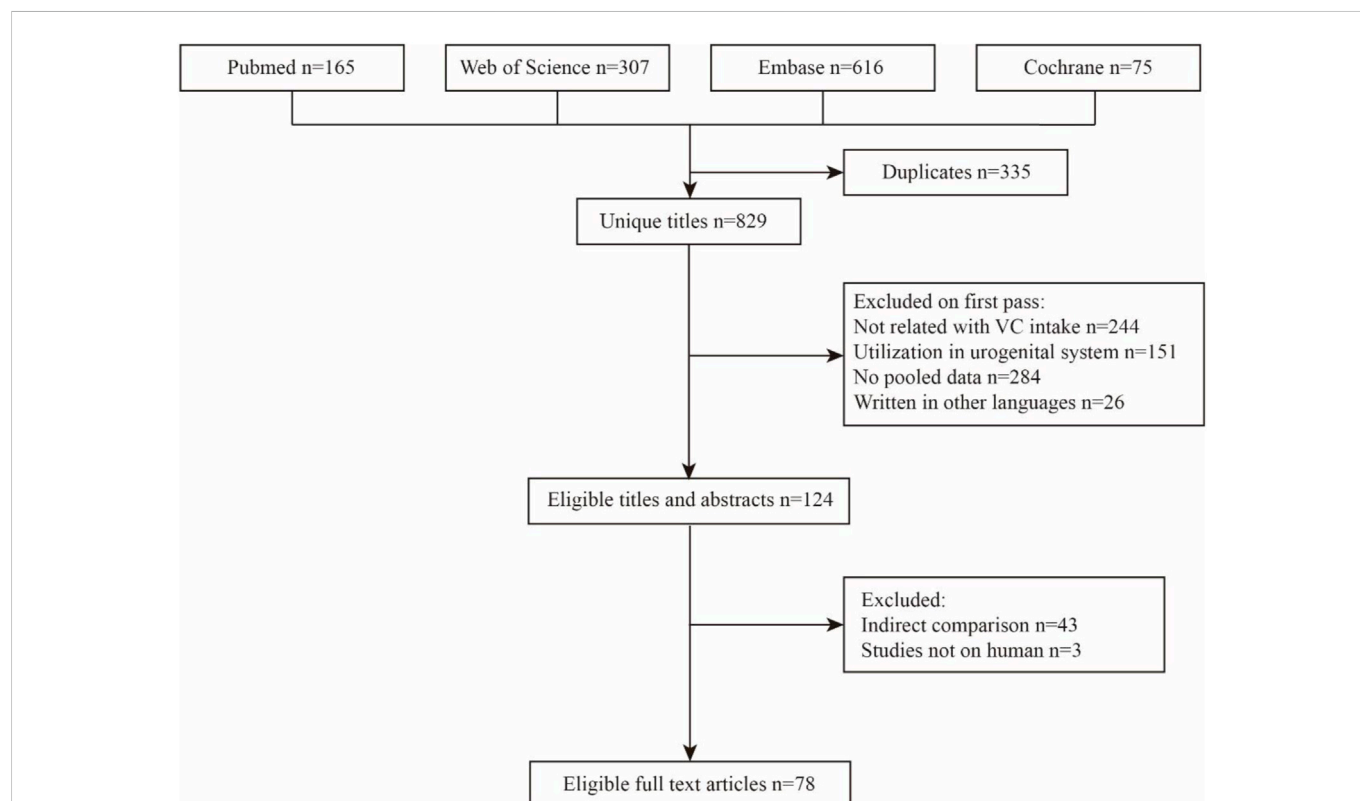 Pubmed n=165
Web of Science n=307
Embase n=616
Cochrane n=75
Duplicates n=335
Unique titles n=829
Excluded on first pass:
Not related with VC intake n=244
Utilization in urogenital system n=151
No pooled data n=284
Written in other languages n=26
Eligible titles and abstracts n=124
Excluded:
Indirect comparison n=43
Studies not on human n=3
Eligible full text articles n=78